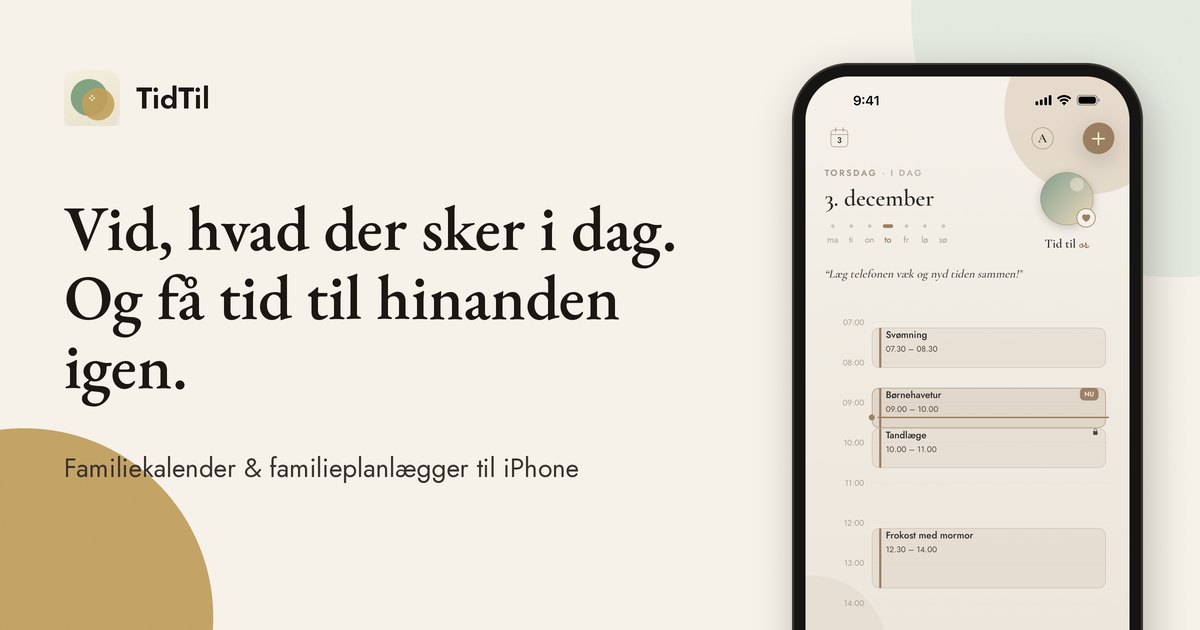 TidTil
Vid, hvad der sker i dag.
Og få tid til hinanden
igen.
Familiekalender & familieplanlægger til iPhone
9:41
3
A
TORSDAG · I DAG
3. december
ma ti on to fr lø sø
Tid til os
“Læg telefonen væk og nyd tiden sammen!”
07:00
Svømning
07.30 – 08.30
08:00
Børnehavetur
NU
09:00
09.00 – 10.00
Tandlæge
10:00
10.00 – 11.00
11:00
12:00
Frokost med mormor
12.30 – 14.00
13:00
14:00